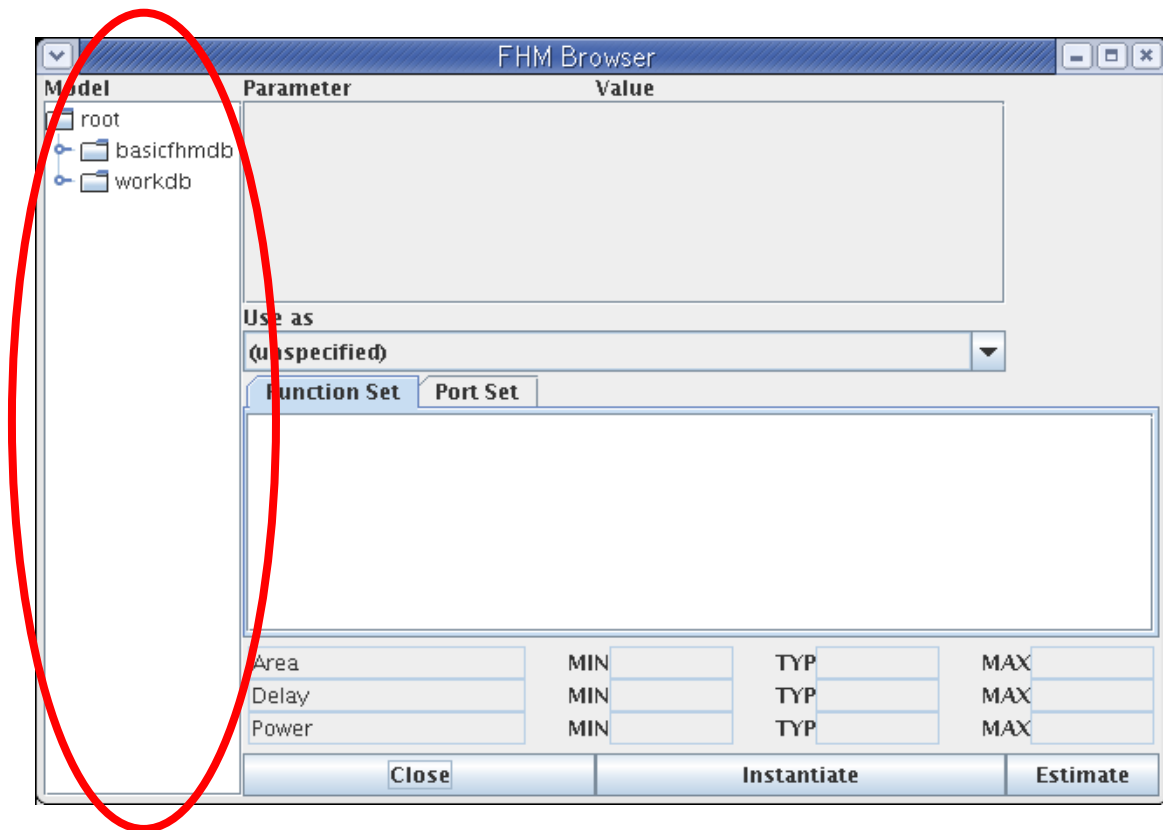 FHM Browser
Model Parameter Value
root
basicfhmdb
workdb
Use as
(unspecified)
Function Set Port Set
Area MIN TYP MAX
Delay MIN TYP MAX
Power MIN TYP MAX
Close Instantiate Estimate